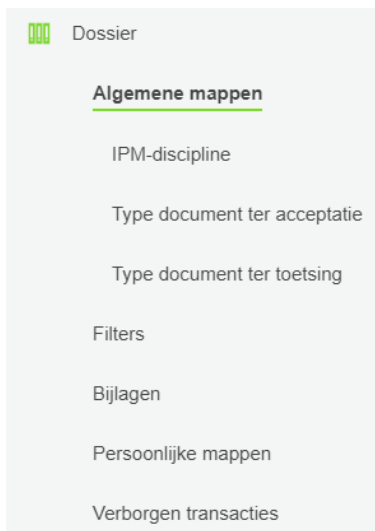 Dossier
Algemene mappen
IPM-discipline
Type document ter acceptatie
Type document ter toetsing
Filters
Bijlagen
Persoonlijke mappen
Verborgen transacties